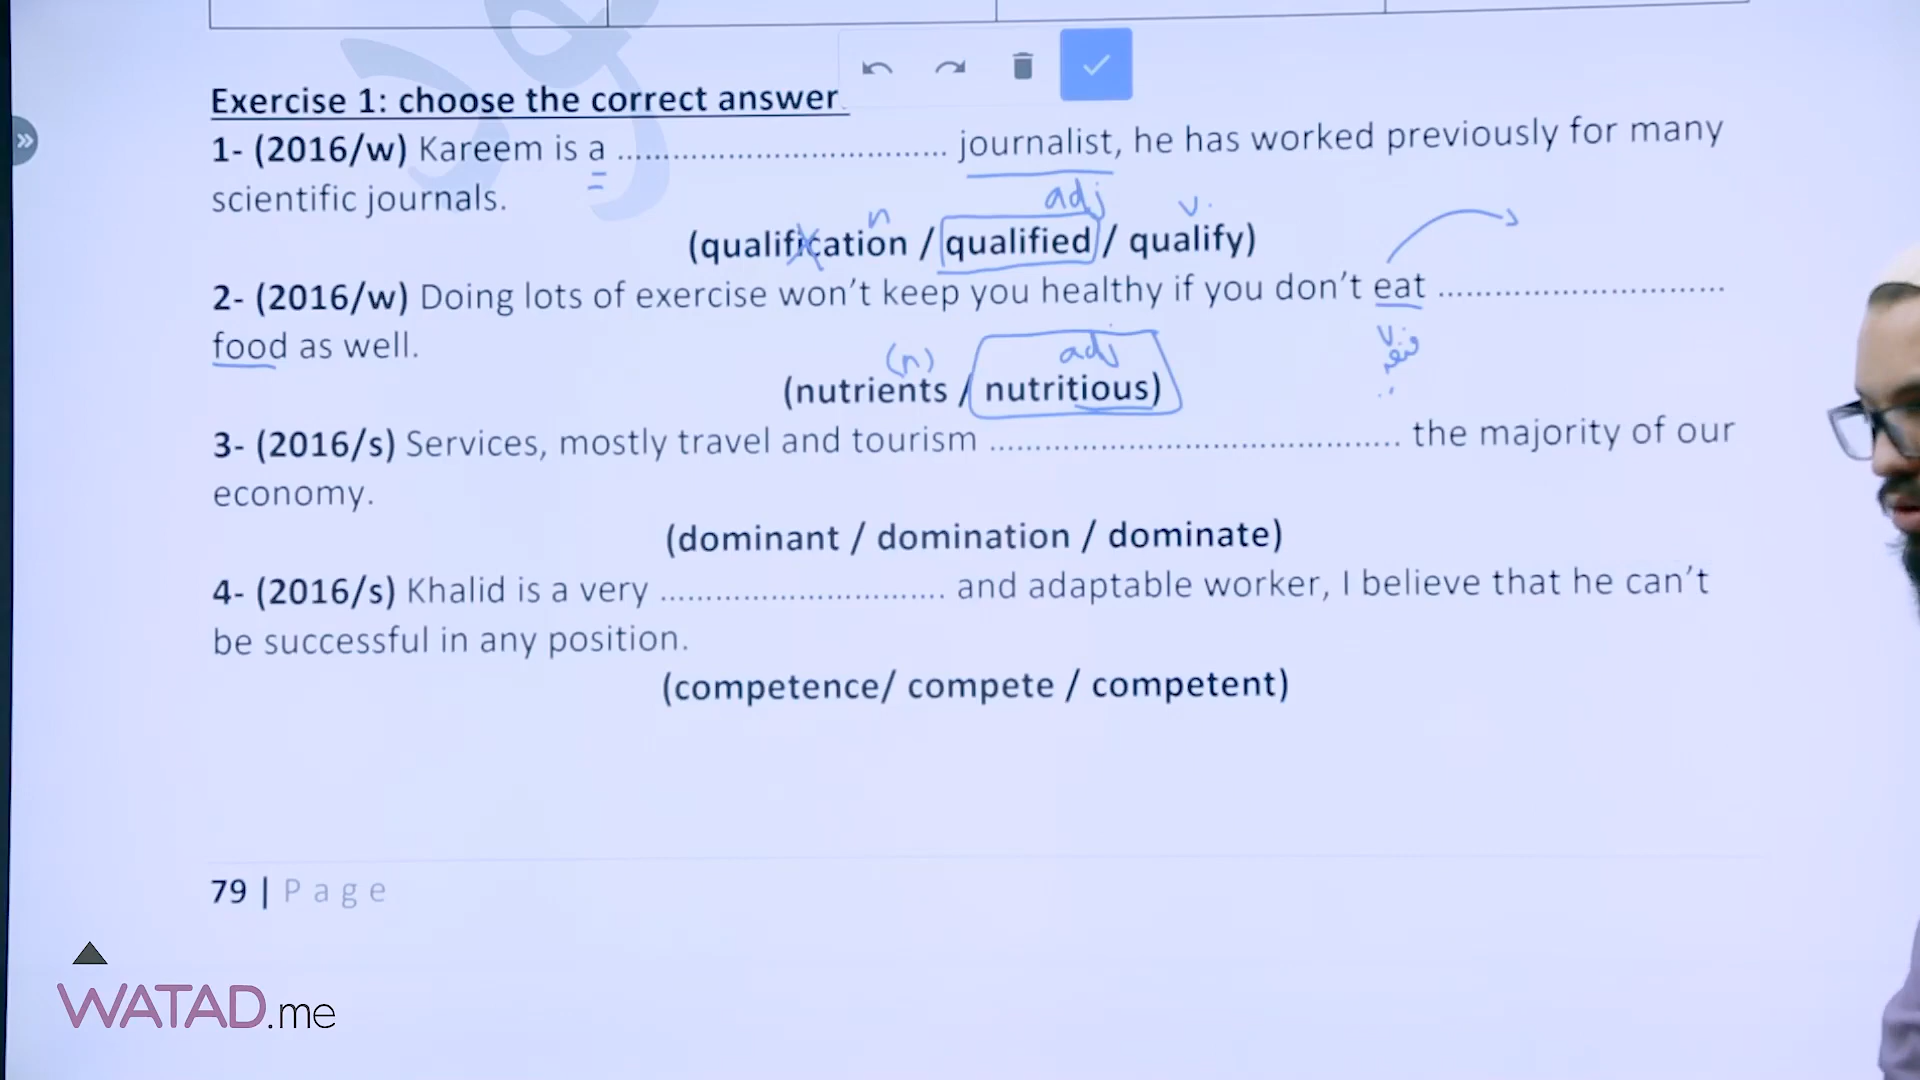 Exercise 1: choose the correct answer.
1- (2016/w) Kareem is a .................................... journalist, he has worked previously for many
adj
scientific journals.
n
v.
(qualification / qualified / qualify)
2- (2016/w) Doing lots of exercise won't keep you healthy if you don't eat ...............................
v.
food as well.
(n)
adj
(nutrients / nutritious)
3- (2016/s) Services, mostly travel and tourism ............................................. the majority of our
economy.
(dominant / domination / dominate)
4- (2016/s) Khalid is a very ............................... and adaptable worker, I believe that he can't
be successful in any position.
(competence/ compete / competent)
79 | Page
WATAD.me